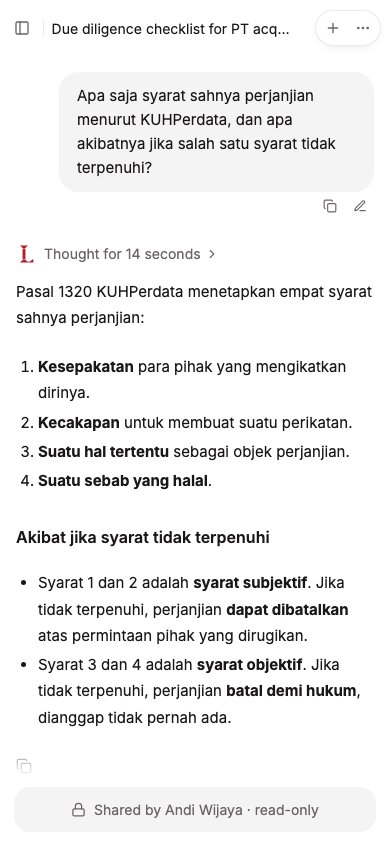 Due diligence checklist for PT acq...
Apa saja syarat sahnya perjanjian
menurut KUHPerdata, dan apa
akibatnya jika salah satu syarat tidak
terpenuhi?
L Thought for 14 seconds
Pasal 1320 KUHPerdata menetapkan empat syarat
sahnya perjanjian:
1. Kesepakatan para pihak yang mengikatkan
dirinya.
2. Kecakapan untuk membuat suatu perikatan.
3. Suatu hal tertentu sebagai objek perjanjian.
4. Suatu sebab yang halal.
Akibat jika syarat tidak terpenuhi
• Syarat 1 dan 2 adalah syarat subjektif. Jika
tidak terpenuhi, perjanjian dapat dibatalkan
atas permintaan pihak yang dirugikan.
• Syarat 3 dan 4 adalah syarat objektif. Jika
tidak terpenuhi, perjanjian batal demi hukum,
dianggap tidak pernah ada.
Shared by Andi Wijaya · read-only